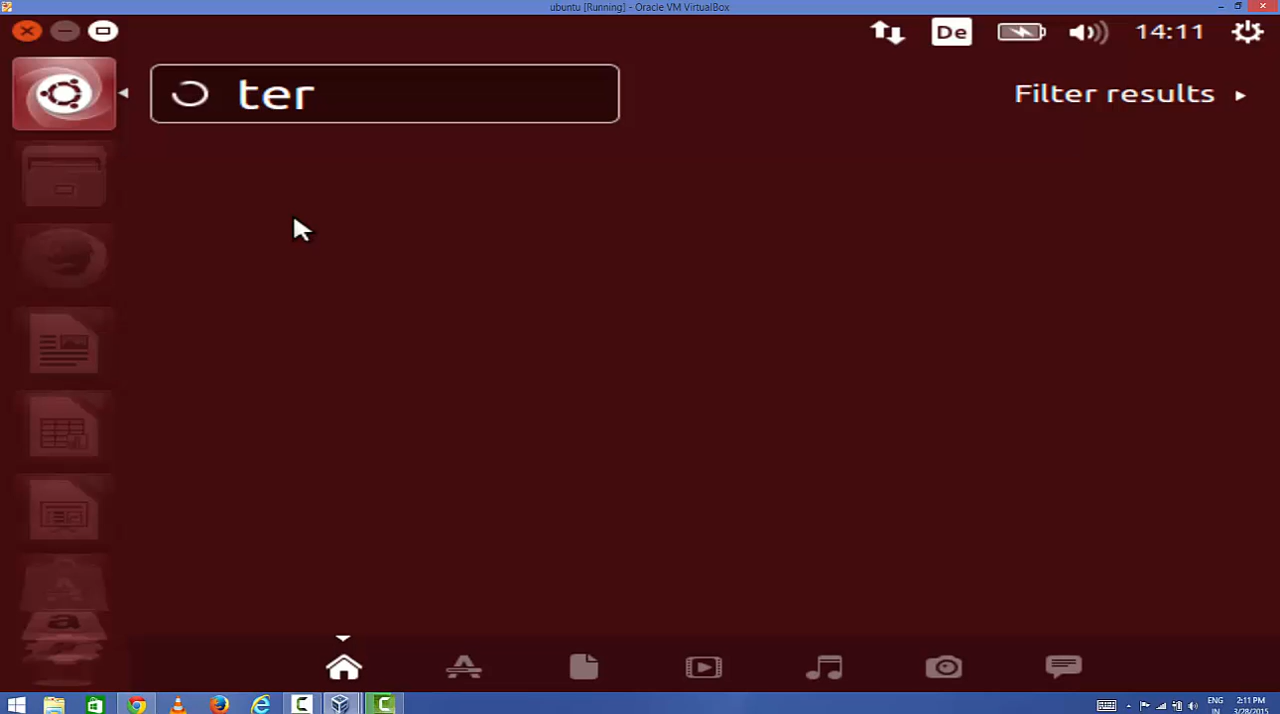 ubuntu [Running] - Oracle VM VirtualBox
De
14:11
ter
Filter results
ENG
IN
2:11 PM
3/28/2015